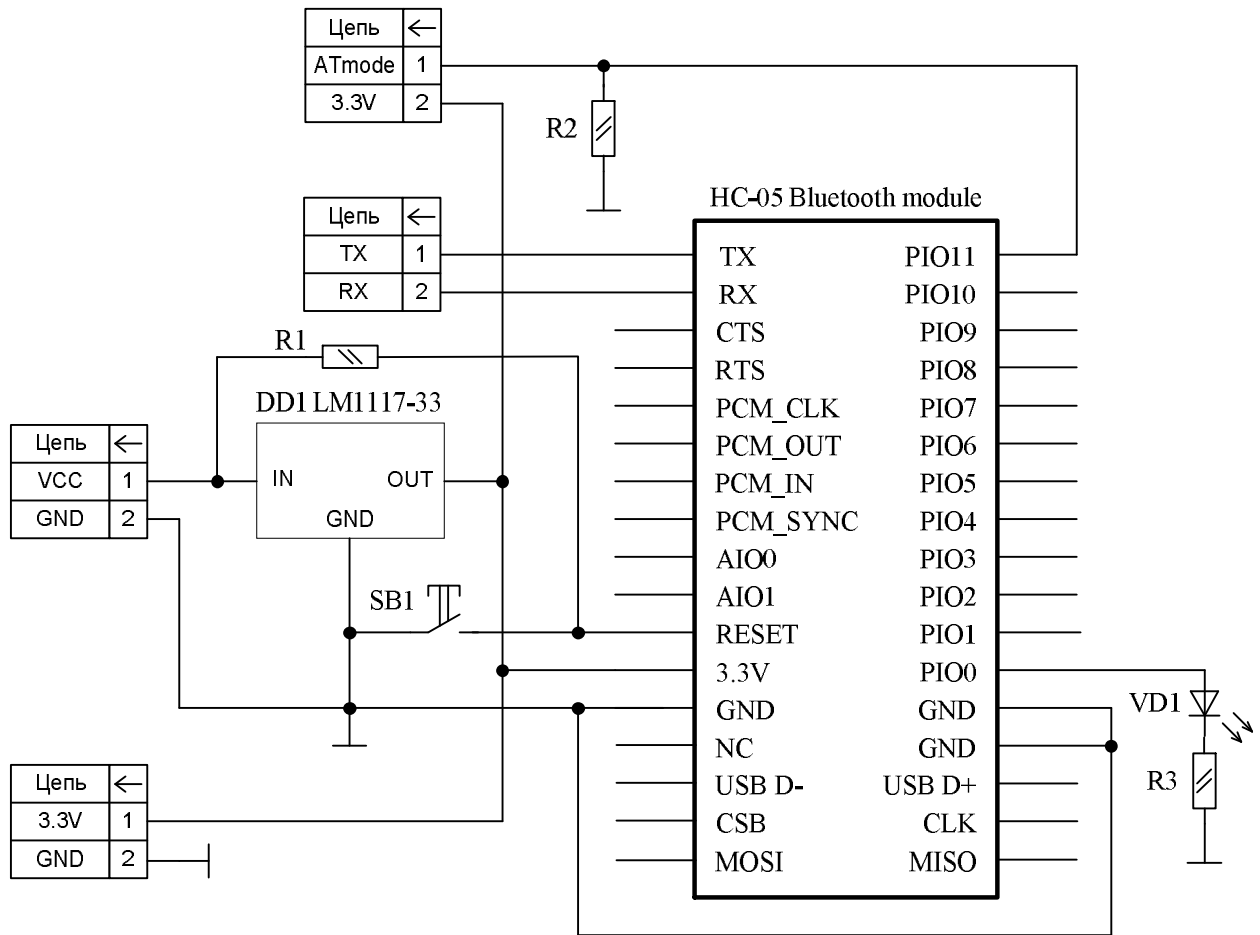 Цепь ←
ATmode 1
3.3V 2
R2
HC-05 Bluetooth module
Цепь ←
TX 1
RX 2
R1
DD1 LM1117-33
IN OUT
GND
Цепь ←
VCC 1
GND 2
SB1
Цепь ←
3.3V 1
GND 2
TX PIO11
RX PIO10
CTS PIO9
RTS PIO8
PCM_CLK PIO7
PCM_OUT PIO6
PCM_IN PIO5
PCM_SYNC PIO4
AIO0 PIO3
AIO1 PIO2
RESET PIO1
3.3V PIO0
GND GND
NC GND
USB D- USB D+
CSB CLK
MOSI MISO
VD1
R3